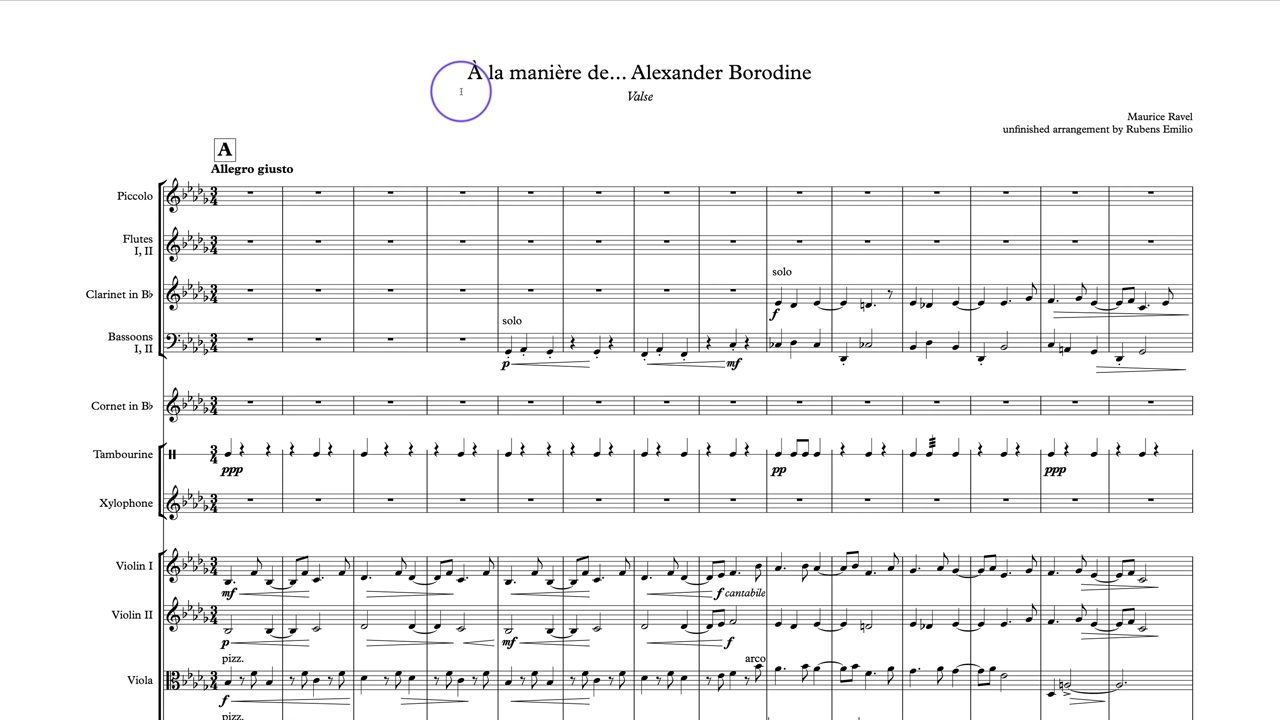 À la manière de... Alexander Borodine
Valse
Maurice Ravel
unfinished arrangement by Rubens Emilio
A
Allegro giusto
Piccolo
Flutes
I, II
solo
Clarinet in B♭
f
solo
Bassoons
I, II
p mf
Cornet in B♭
Tambourine
ppp pp ppp
Xylophone
Violin I
mf f cantabile
Violin II
p mf f
pizz. arco
Viola
f
pizz.